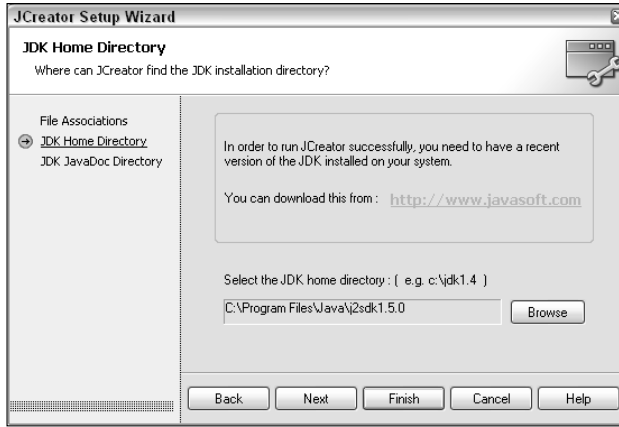 JCreator Setup Wizard
JDK Home Directory
Where can JCreator find the JDK installation directory?
File Associations
JDK Home Directory
JDK JavaDoc Directory
In order to run JCreator successfully, you need to have a recent
version of the JDK installed on your system.
You can download this from : http://www.javasoft.com
Select the JDK home directory : ( e.g. c:\jdk1.4 )
C:\Program Files\Java\j2sdk1.5.0
Browse
Back Next Finish Cancel Help